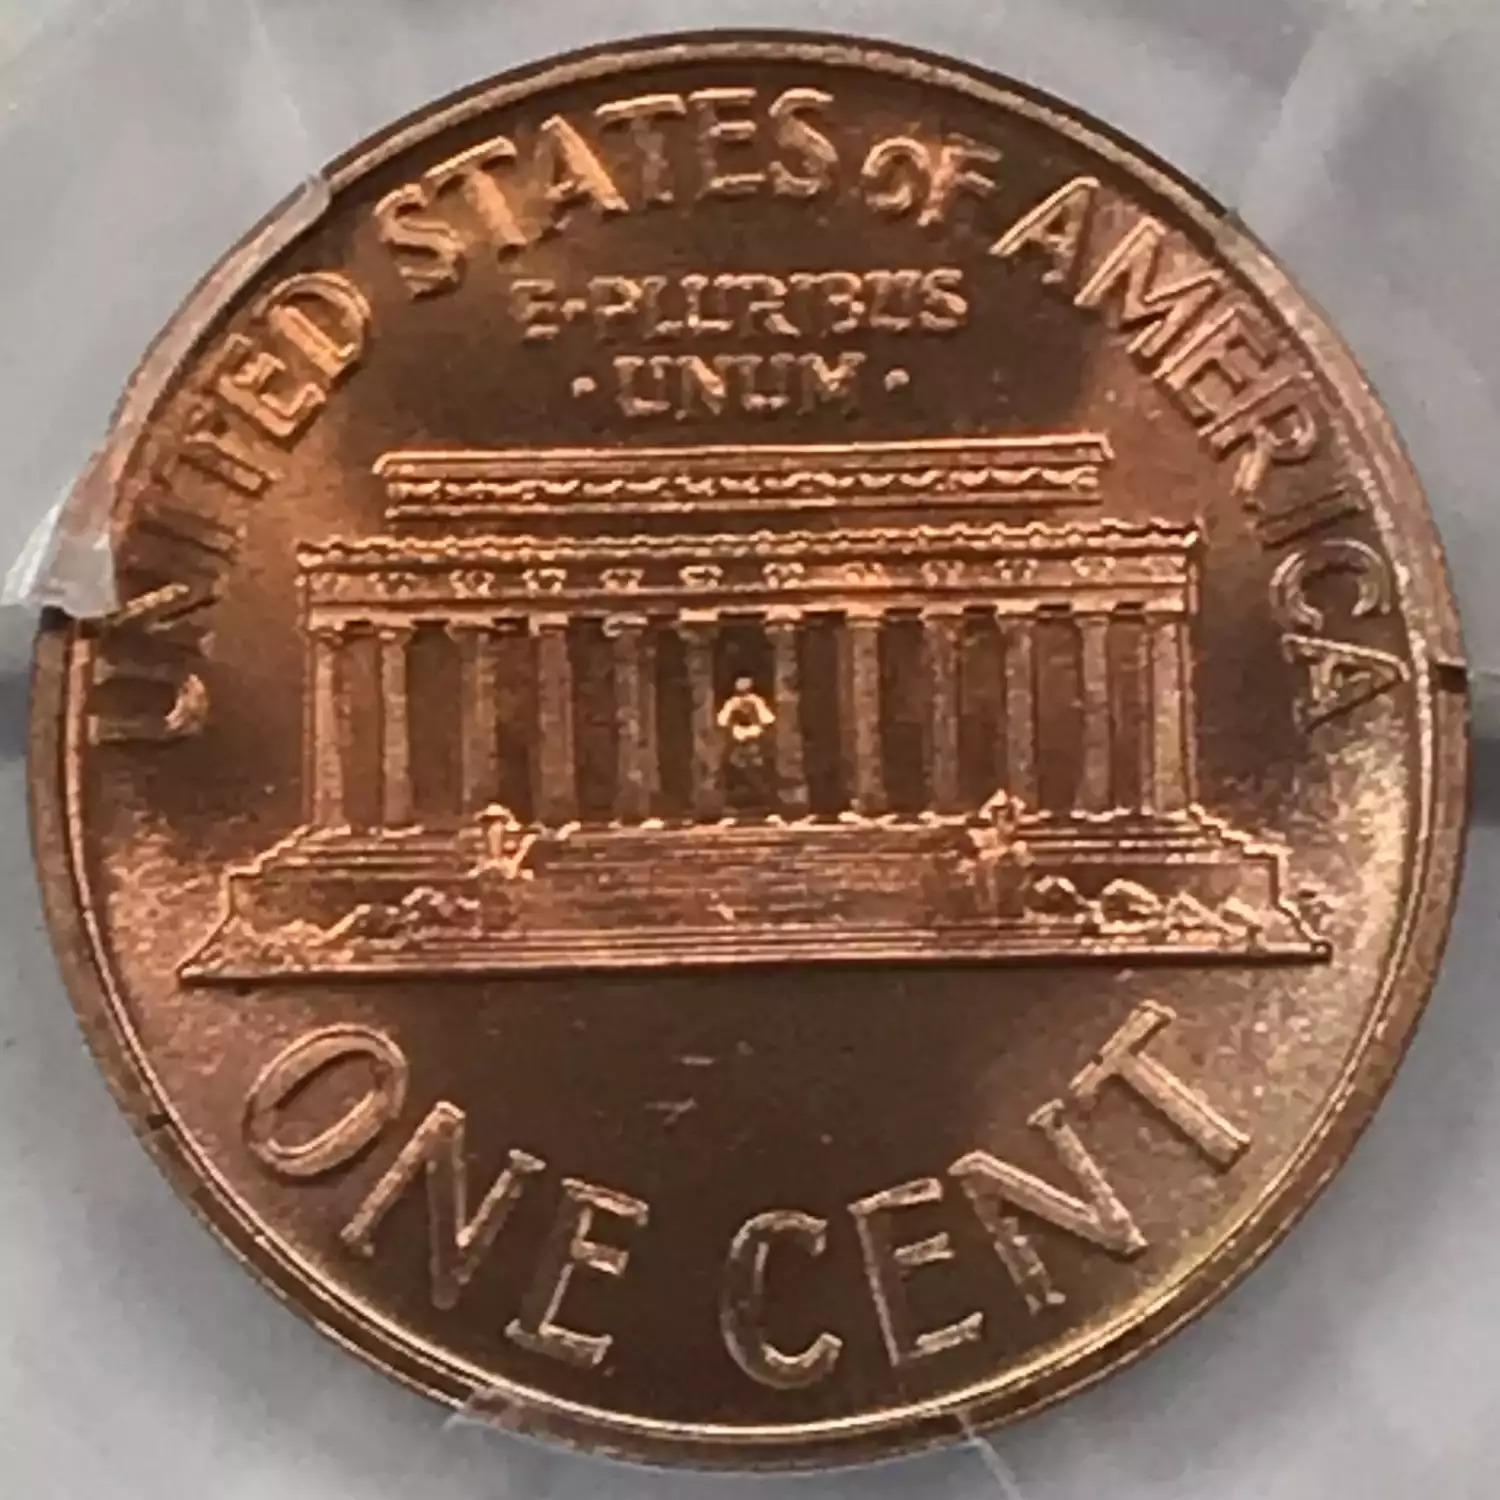 UNITED STATES OF AMERICA
E·PLURIBUS
·UNUM·
ONE CENT